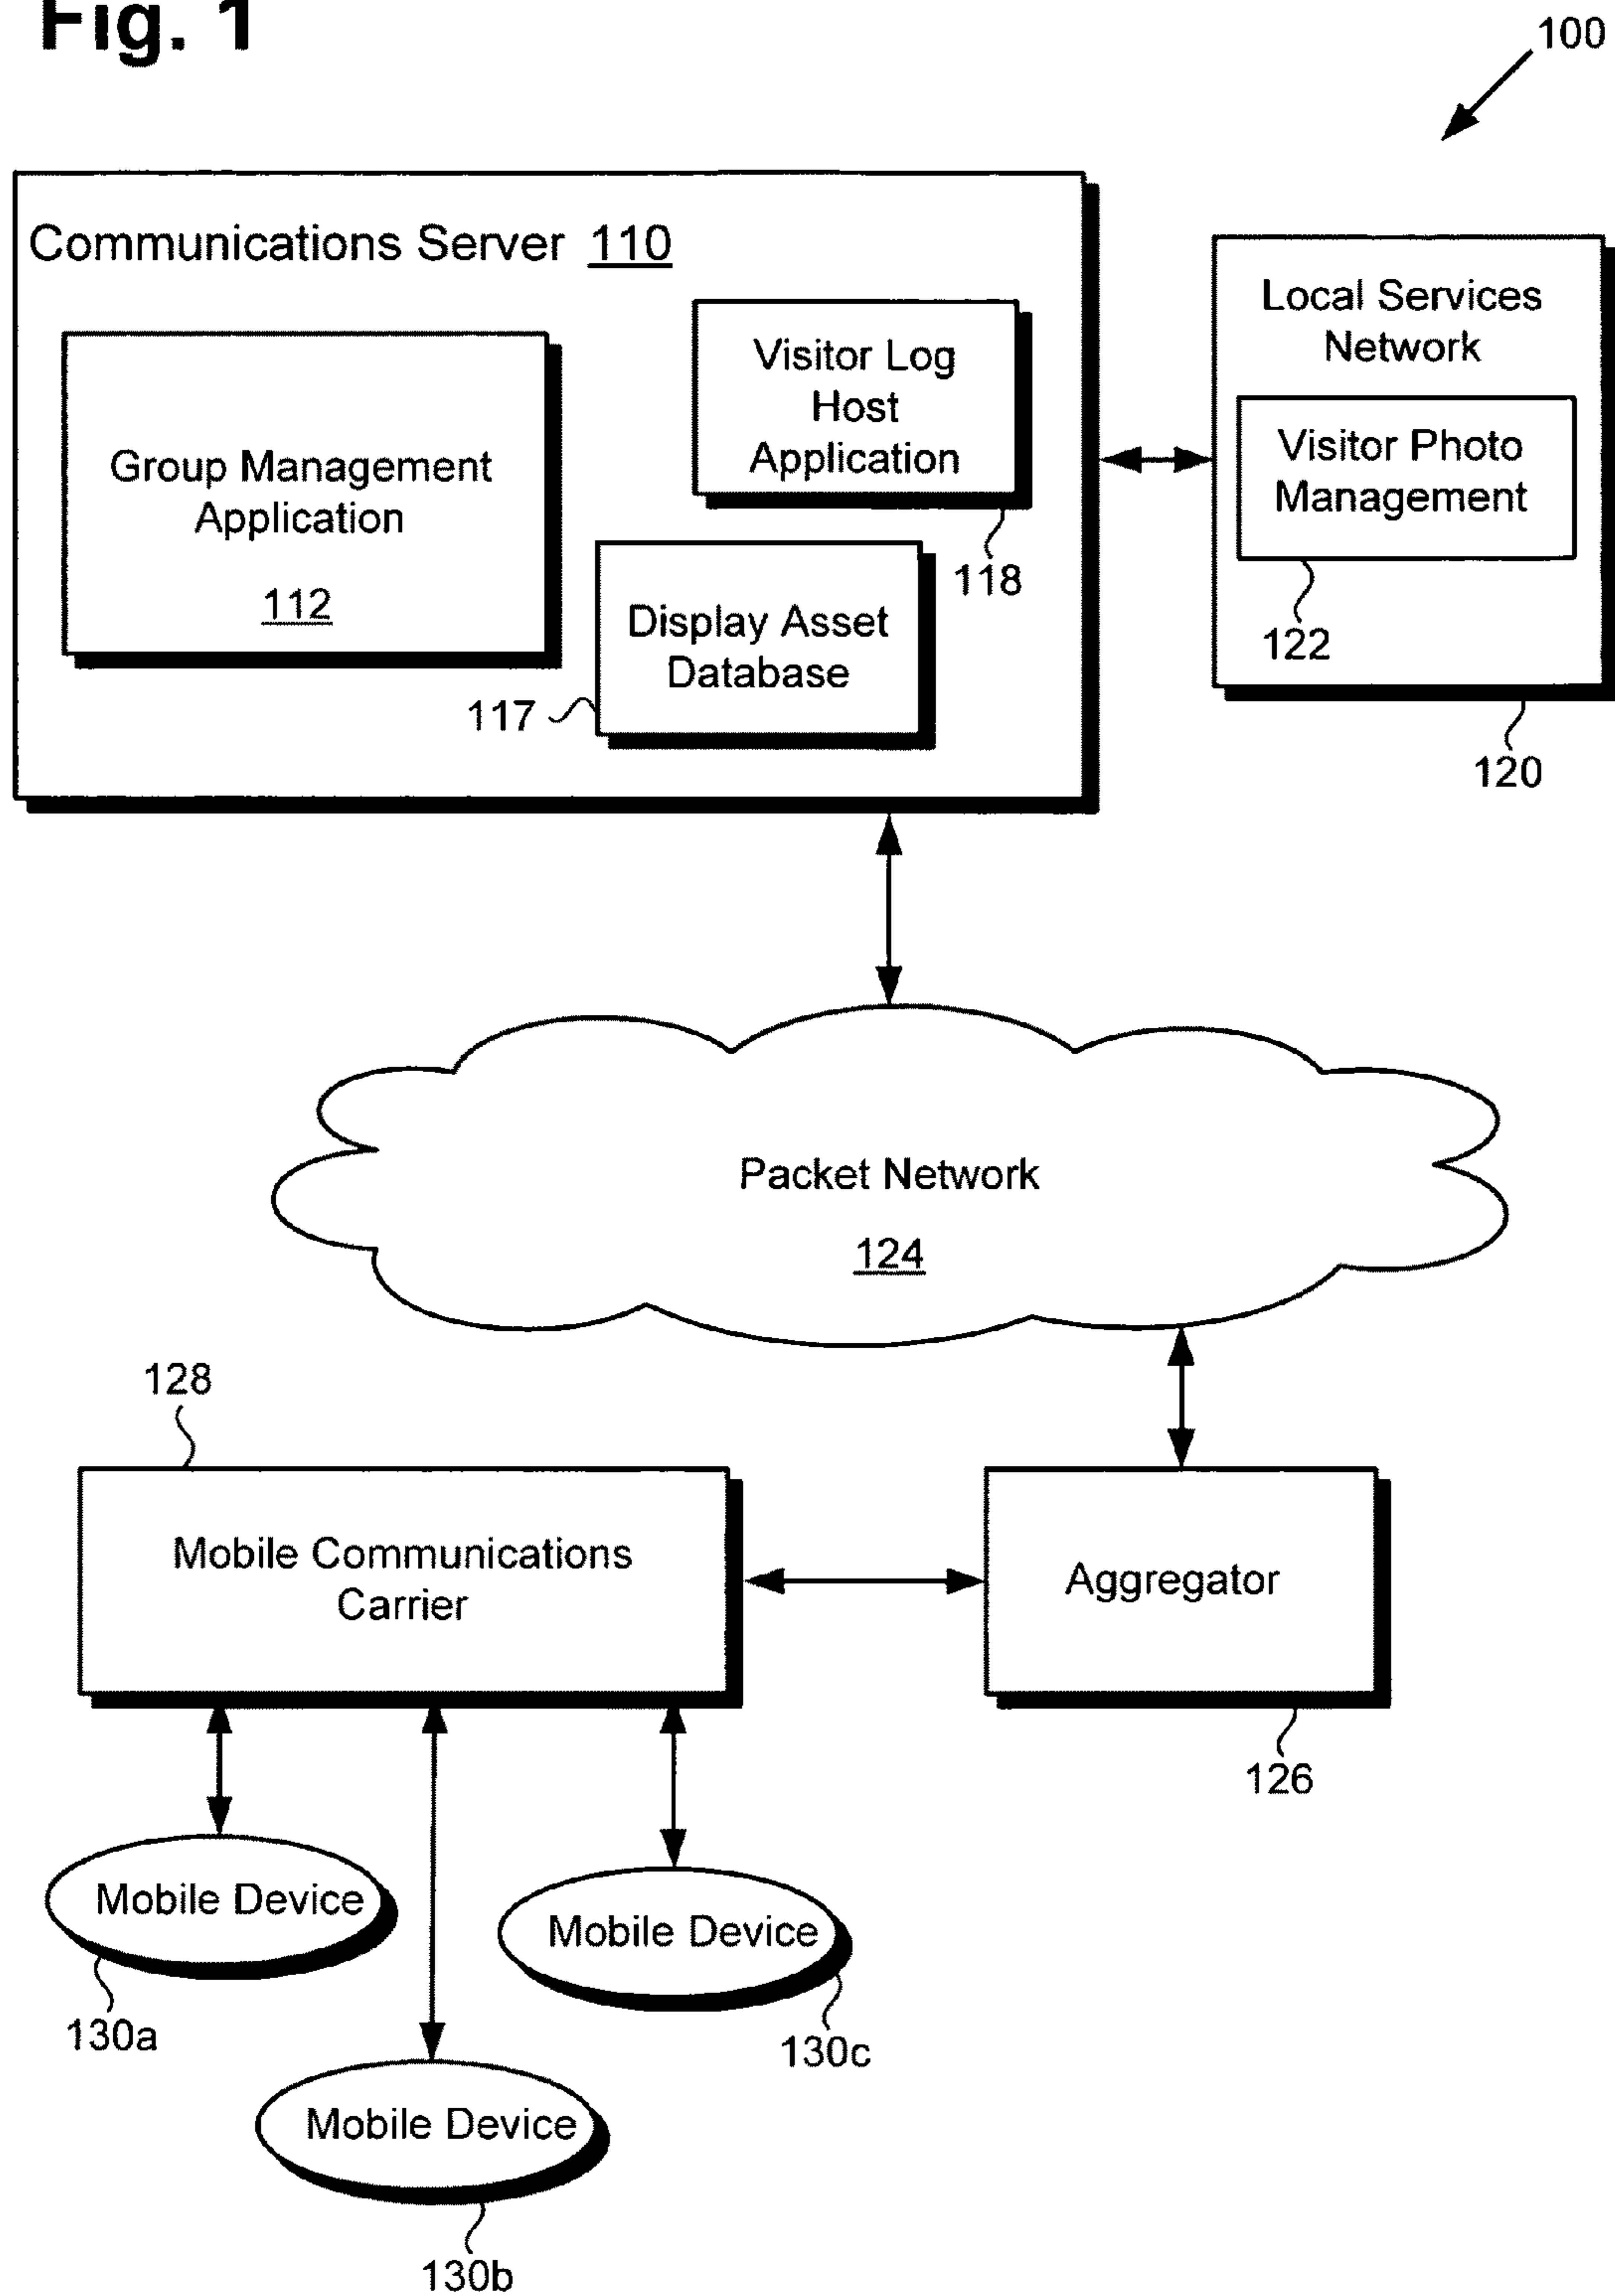 Fig. 1
100
Communications Server 110
Local Services
Network
Visitor Log
Host
Application
Visitor Photo
Management
Group Management
Application
112
118
122
Display Asset
Database
117
120
Packet Network
124
128
Mobile Communications
Carrier
Aggregator
126
Mobile Device
Mobile Device
130a
130c
Mobile Device
130b